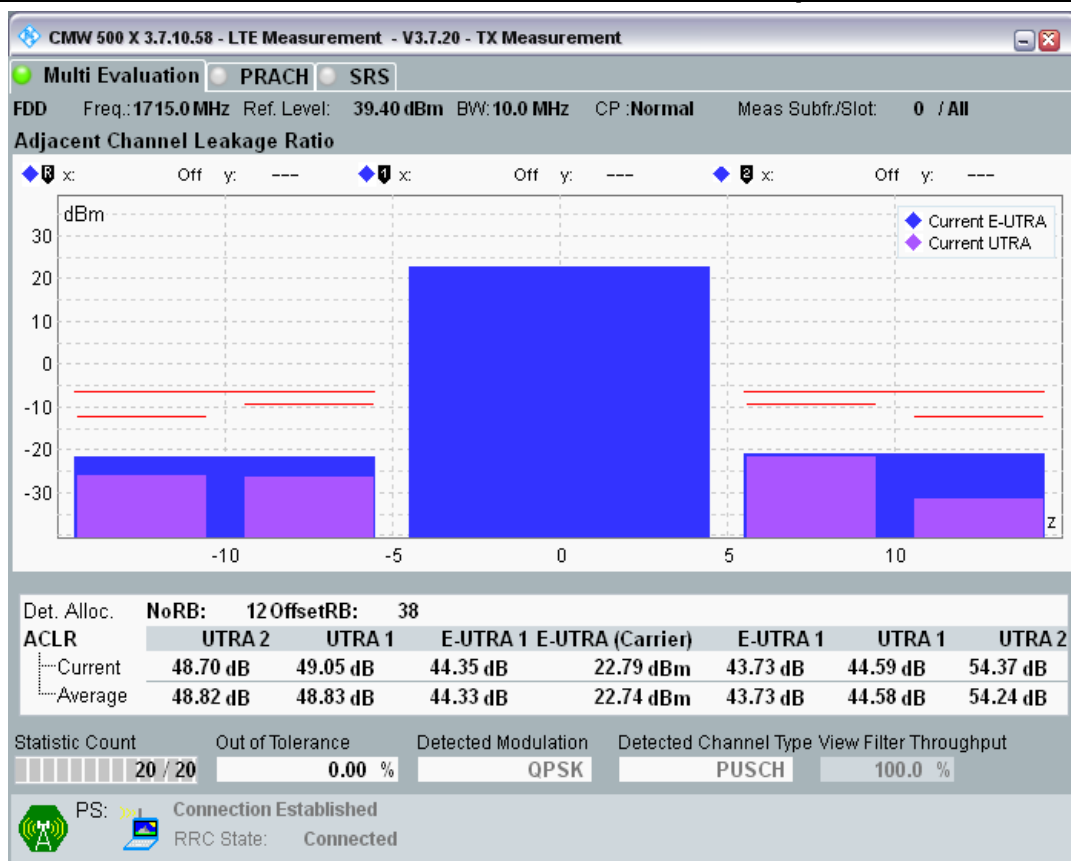 CMW 500 X 3.7.10.58 - LTE Measurement - V3.7.20 - TX Measurement
Multi Evaluation PRACH SRS
FDD Freq.: 1715.0 MHz Ref. Level: 39.40 dBm BW: 10.0 MHz CP :Normal Meas Subfr./Slot: 0 / All
Adjacent Channel Leakage Ratio
R x: Off y: --- 1 x: Off y: --- 2 x: Off y: ---
dBm
Current E-UTRA
Current UTRA
30
20
10
0
-10
-20
-30
z
-10 -5 0 5 10
Det. Alloc. NoRB: 12 OffsetRB: 38
ACLR UTRA 2 UTRA 1 E-UTRA 1 E-UTRA (Carrier) E-UTRA 1 UTRA 1 UTRA 2
Current 48.70 dB 49.05 dB 44.35 dB 22.79 dBm 43.73 dB 44.59 dB 54.37 dB
Average 48.82 dB 48.83 dB 44.33 dB 22.74 dBm 43.73 dB 44.58 dB 54.24 dB
Statistic Count Out of Tolerance Detected Modulation Detected Channel Type View Filter Throughput
20 / 20 0.00 % QPSK PUSCH 100.0 %
PS: Connection Established
RRC State: Connected